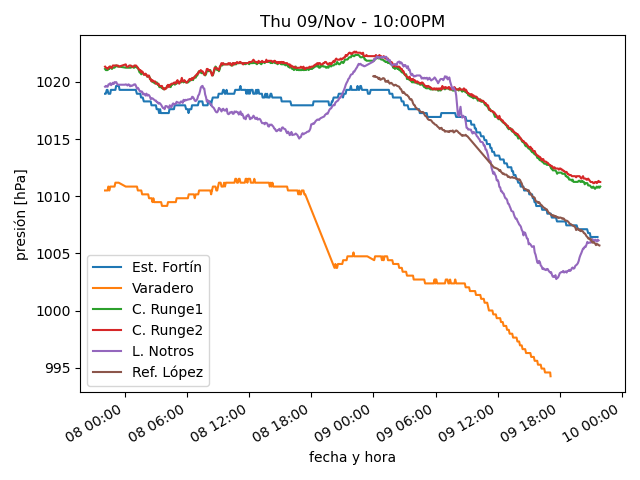 Thu 09/Nov - 10:00PM
presión [hPa]
1020
1015
1010
1005
1000
995
Est. Fortín
Varadero
C. Runge1
C. Runge2
L. Notros
Ref. López
08 00:00
08 06:00
08 12:00
08 18:00
09 00:00
09 06:00
09 12:00
09 18:00
10 00:00
fecha y hora